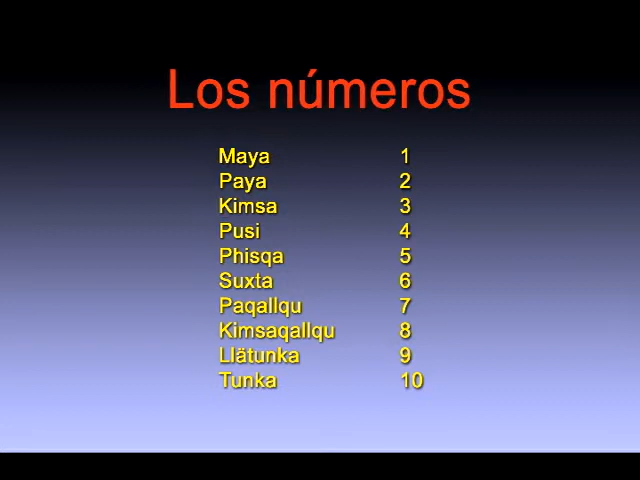 Los números
Maya 1
Paya 2
Kimsa 3
Pusi 4
Phisqa 5
Suxta 6
Paqallqu 7
Kimsaqallqu 8
Llätunka 9
Tunka 10